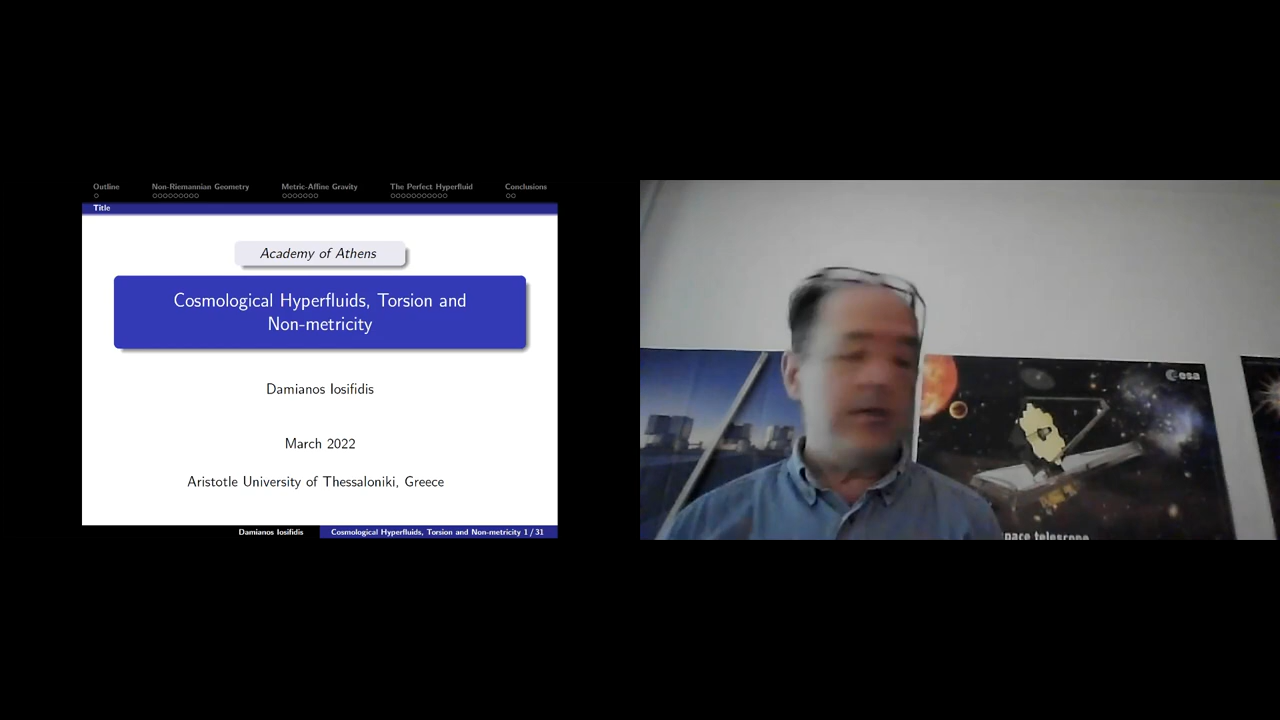 Outline Non-Riemannian Geometry Metric-Affine Gravity The Perfect Hyperfluid Conclusions
Title
Academy of Athens
Cosmological Hyperfluids, Torsion and
Non-metricity
Damianos Iosifidis
March 2022
Aristotle University of Thessaloniki, Greece
Damianos Iosifidis Cosmological Hyperfluids, Torsion and Non-metricity 1 / 31
esa
telescope